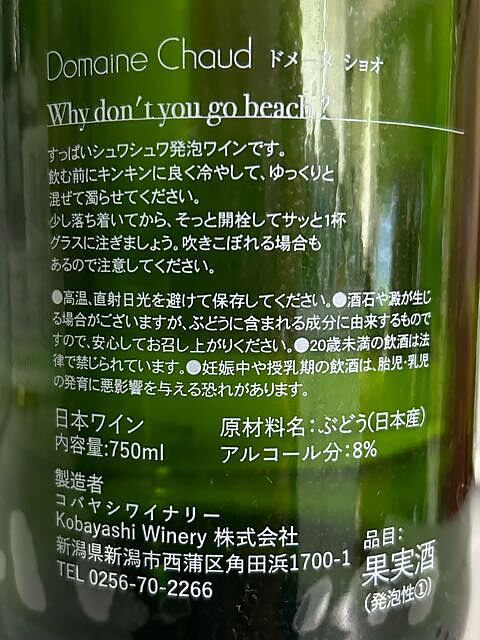 Domaine Chaud ドメーヌ ショオ
Why don't you go beach?
すっぱいシュワシュワ発泡ワインです。
飲む前にキンキンに良く冷やして、ゆっくりと
混ぜて濁らせてください。
少し落ち着いてから、そっと開栓してサッと1杯
グラスに注ぎましょう。吹きこぼれる場合も
あるので注意してください。
●高温、直射日光を避けて保存してください。●酒石や澱が生じ
る場合がございますが、ぶどうに含まれる成分に由来するもので
すので、安心してお召し上がりください。●20歳未満の飲酒は法
律で禁じられています。●妊娠中や授乳期の飲酒は、胎児・乳児
の発育に悪影響を与える恐れがあります。
日本ワイン 原材料名:ぶどう(日本産)
内容量:750ml アルコール分:8%
製造者
コバヤシワイナリー
Kobayashi Winery 株式会社
新潟県新潟市西蒲区角田浜1700-1
TEL 0256-70-2266
品目:
果実酒
(発泡性①)